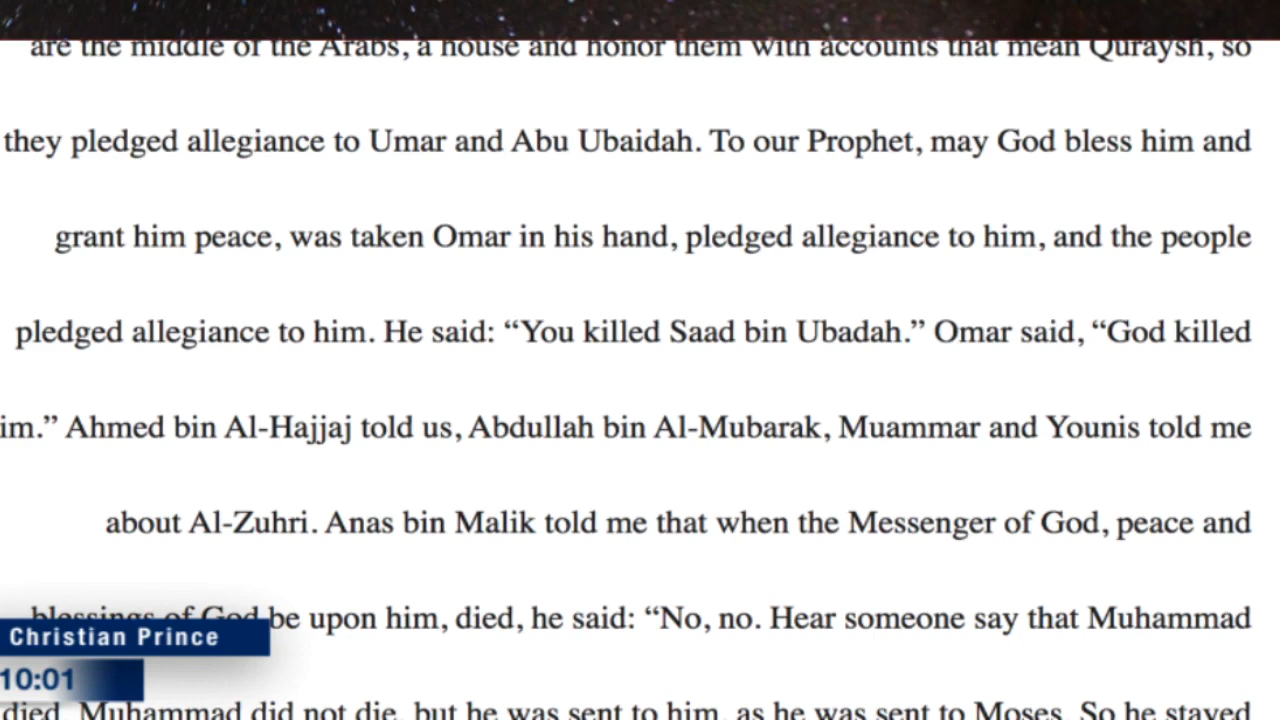 are the middle of the Arabs, a house and honor them with accounts that mean Quraysh, so
they pledged allegiance to Umar and Abu Ubaidah. To our Prophet, may God bless him and
grant him peace, was taken Omar in his hand, pledged allegiance to him, and the people
pledged allegiance to him. He said: “You killed Saad bin Ubadah.” Omar said, “God killed
im.” Ahmed bin Al-Hajjaj told us, Abdullah bin Al-Mubarak, Muammar and Younis told me
about Al-Zuhri. Anas bin Malik told me that when the Messenger of God, peace and
blessings of God be upon him, died, he said: “No, no. Hear someone say that Muhammad
Christian Prince
10:01
died. Muhammad did not die, but he was sent to him, as he was sent to Moses. So he stayed